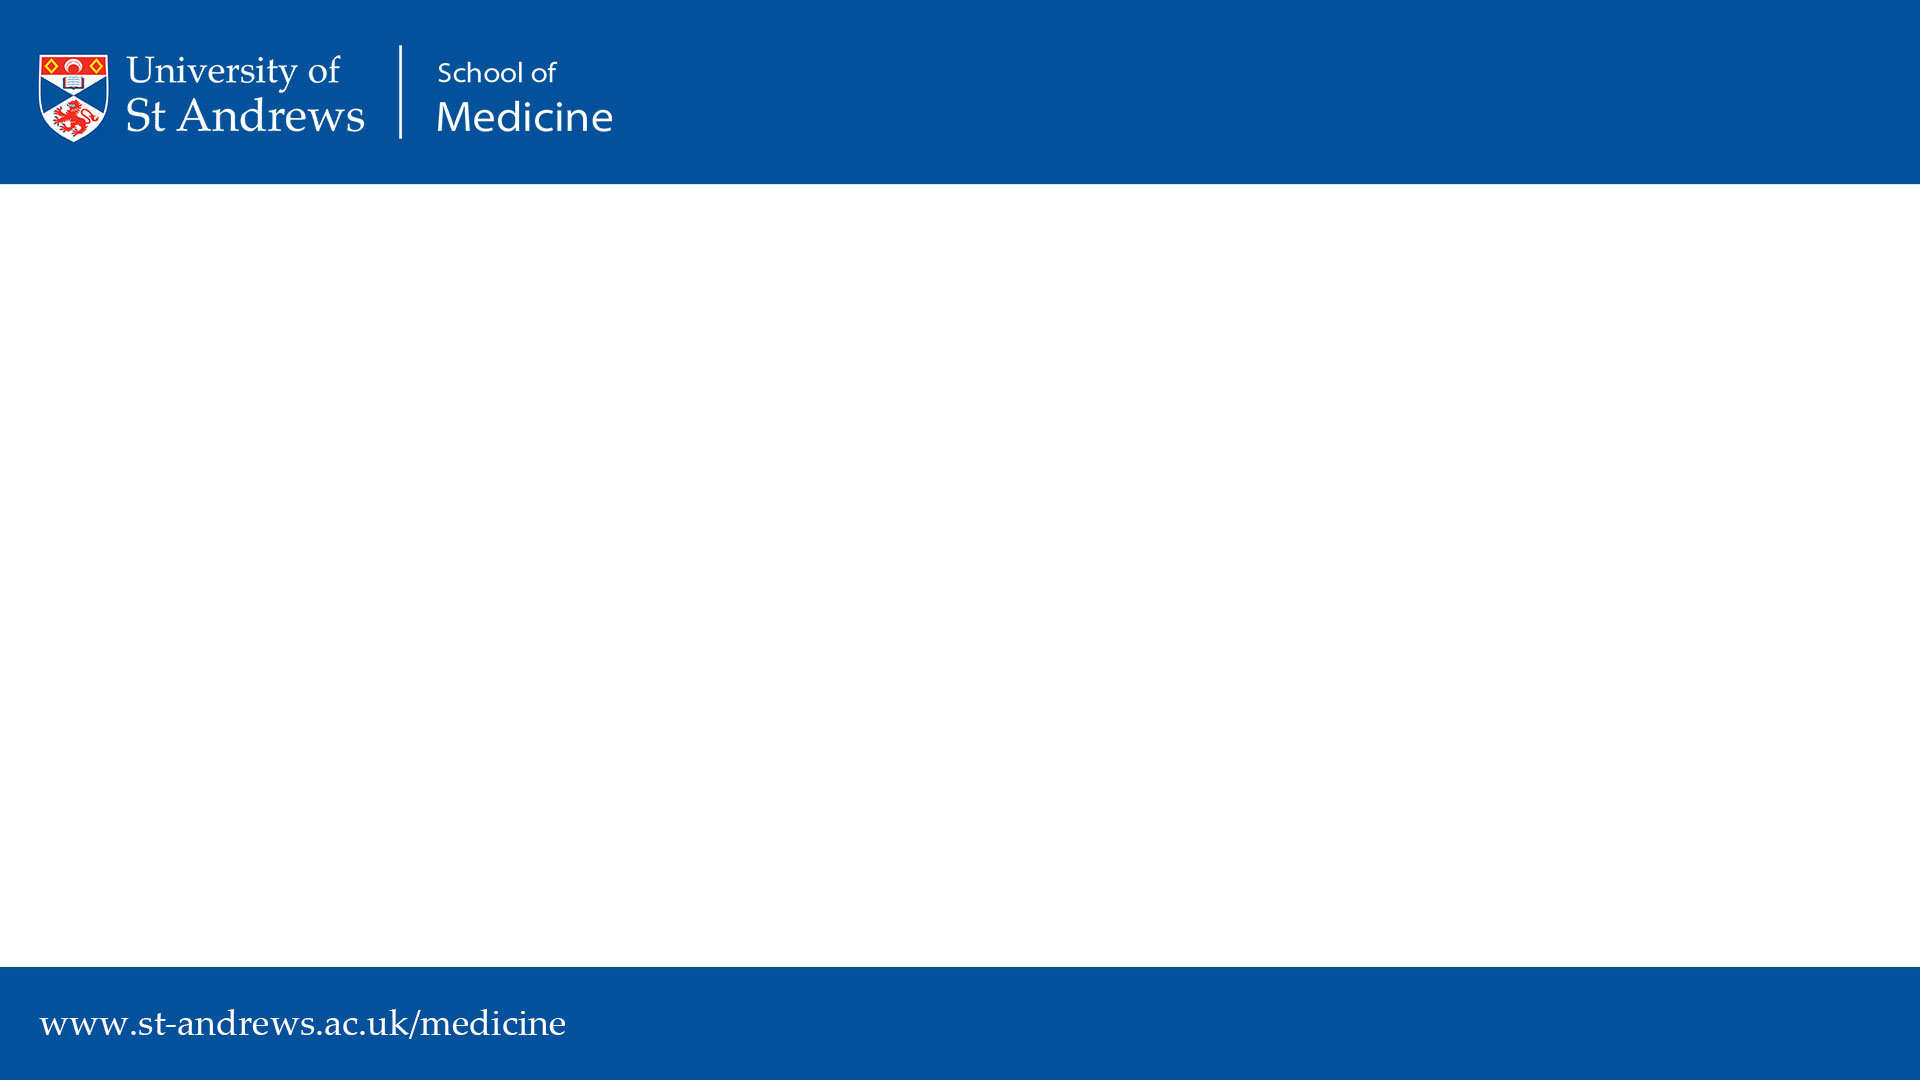 University of
St Andrews
School of
Medicine
www.st-andrews.ac.uk/medicine